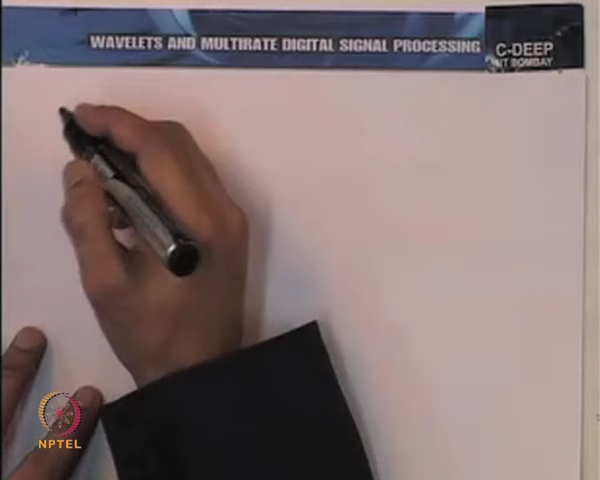 WAVELETS AND MULTIRATE DIGITAL SIGNAL PROCESSING
C-DEEP
IIT BOMBAY
NPTEL